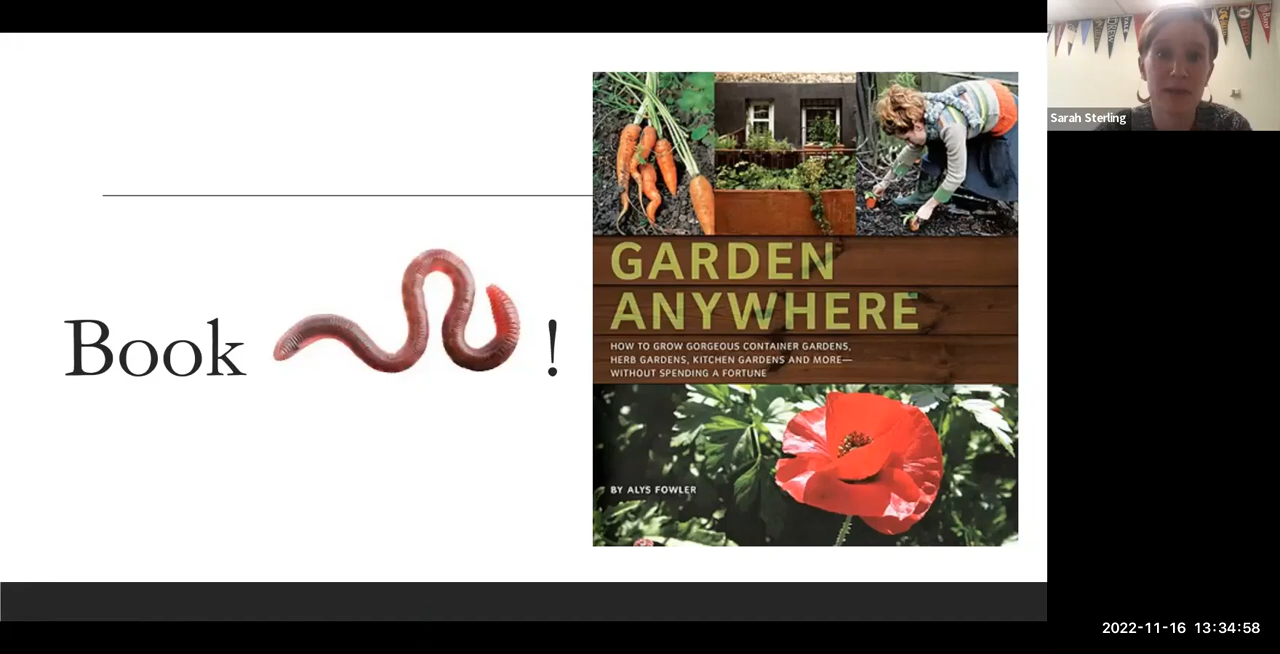 Book !
GARDEN
ANYWHERE
HOW TO GROW GORGEOUS CONTAINER GARDENS,
HERB GARDENS, KITCHEN GARDENS AND MORE—
WITHOUT SPENDING A FORTUNE
BY ALYS FOWLER
Sarah Sterling
2022-11-16 13:34:58